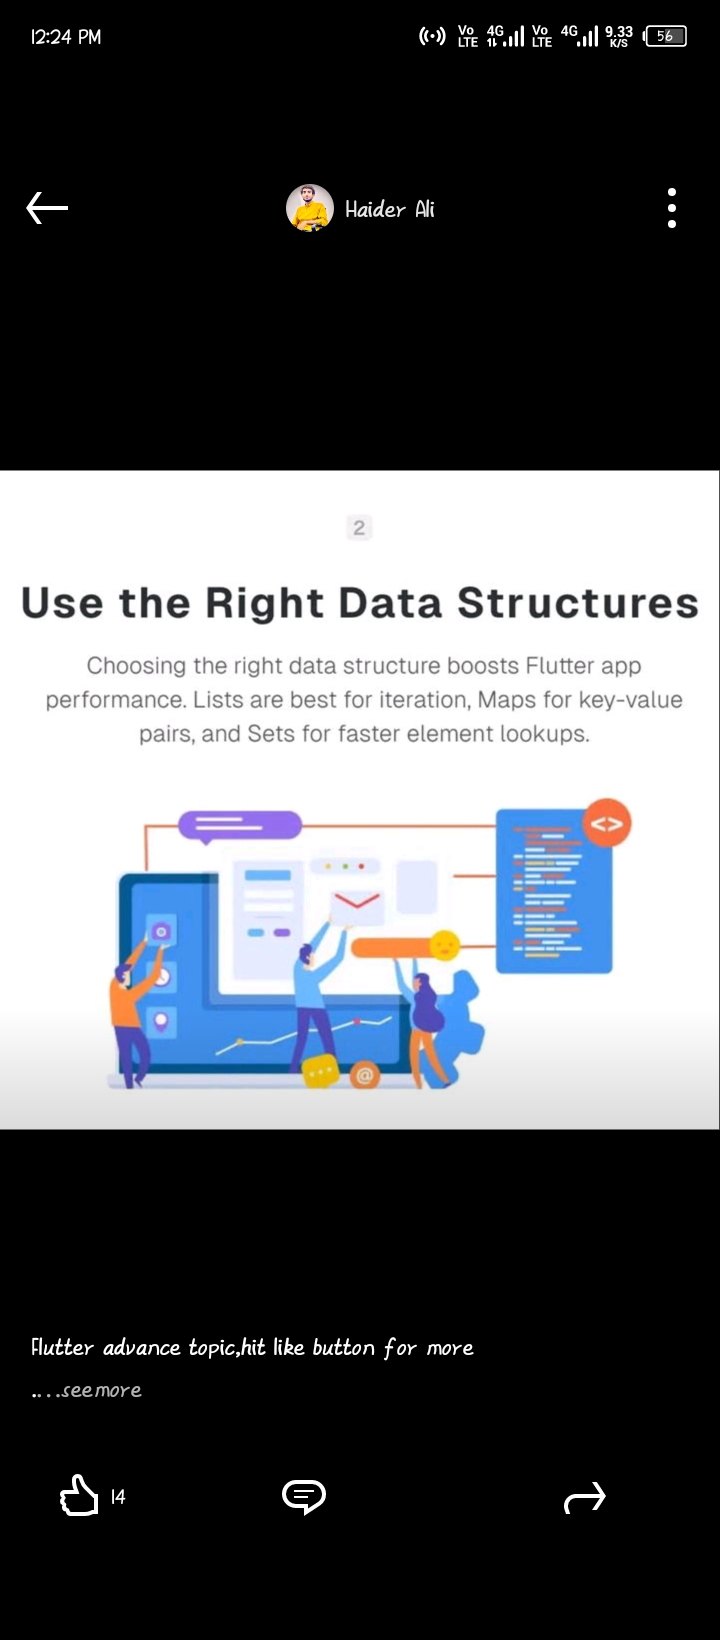 12:24 PM
Vo LTE 4G Vo LTE 4G 9.33 K/S 56
Haider Ali
2
Use the Right Data Structures
Choosing the right data structure boosts Flutter app
performance. Lists are best for iteration, Maps for key-value
pairs, and Sets for faster element lookups.
<>
@
Flutter advance topic,hit like button for more
....see more
14